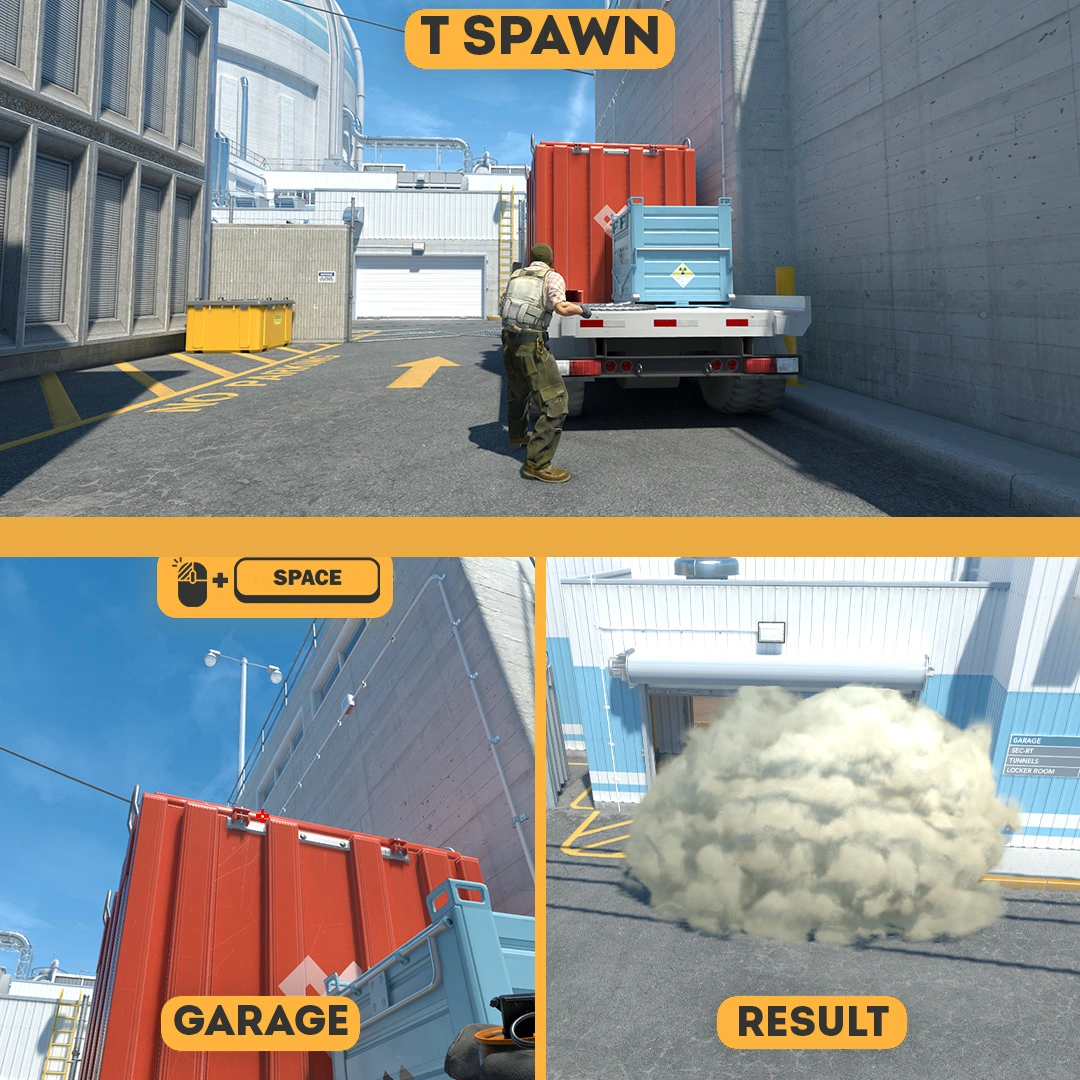 T SPAWN
NO PARKING
+ SPACE
GARAGE
GARAGE
SEC-RT
TUNNELS
LOCKER ROOM
RESULT